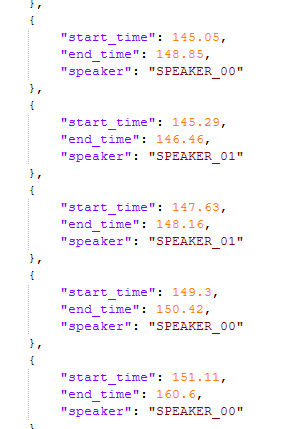 },
{
"start_time": 145.05,
"end_time": 148.85,
"speaker": "SPEAKER_00"
},
{
"start_time": 145.29,
"end_time": 146.46,
"speaker": "SPEAKER_01"
},
{
"start_time": 147.63,
"end_time": 148.16,
"speaker": "SPEAKER_01"
},
{
"start_time": 149.3,
"end_time": 150.42,
"speaker": "SPEAKER_00"
},
{
"start_time": 151.11,
"end_time": 160.6,
"speaker": "SPEAKER_00"
},